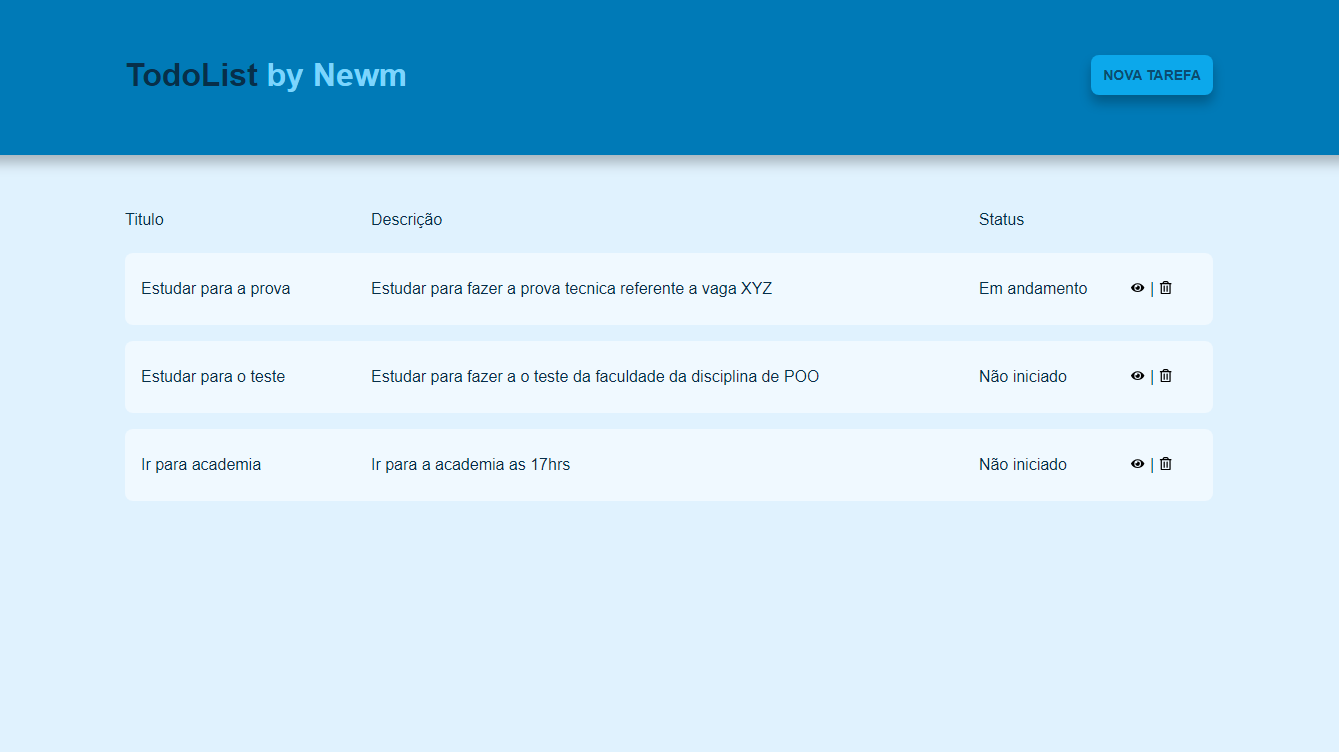 TodoList by Newm
NOVA TAREFA
Titulo Descrição Status
Estudar para a prova Estudar para fazer a prova tecnica referente a vaga XYZ Em andamento |
Estudar para o teste Estudar para fazer a o teste da faculdade da disciplina de POO Não iniciado |
Ir para academia Ir para a academia as 17hrs Não iniciado |